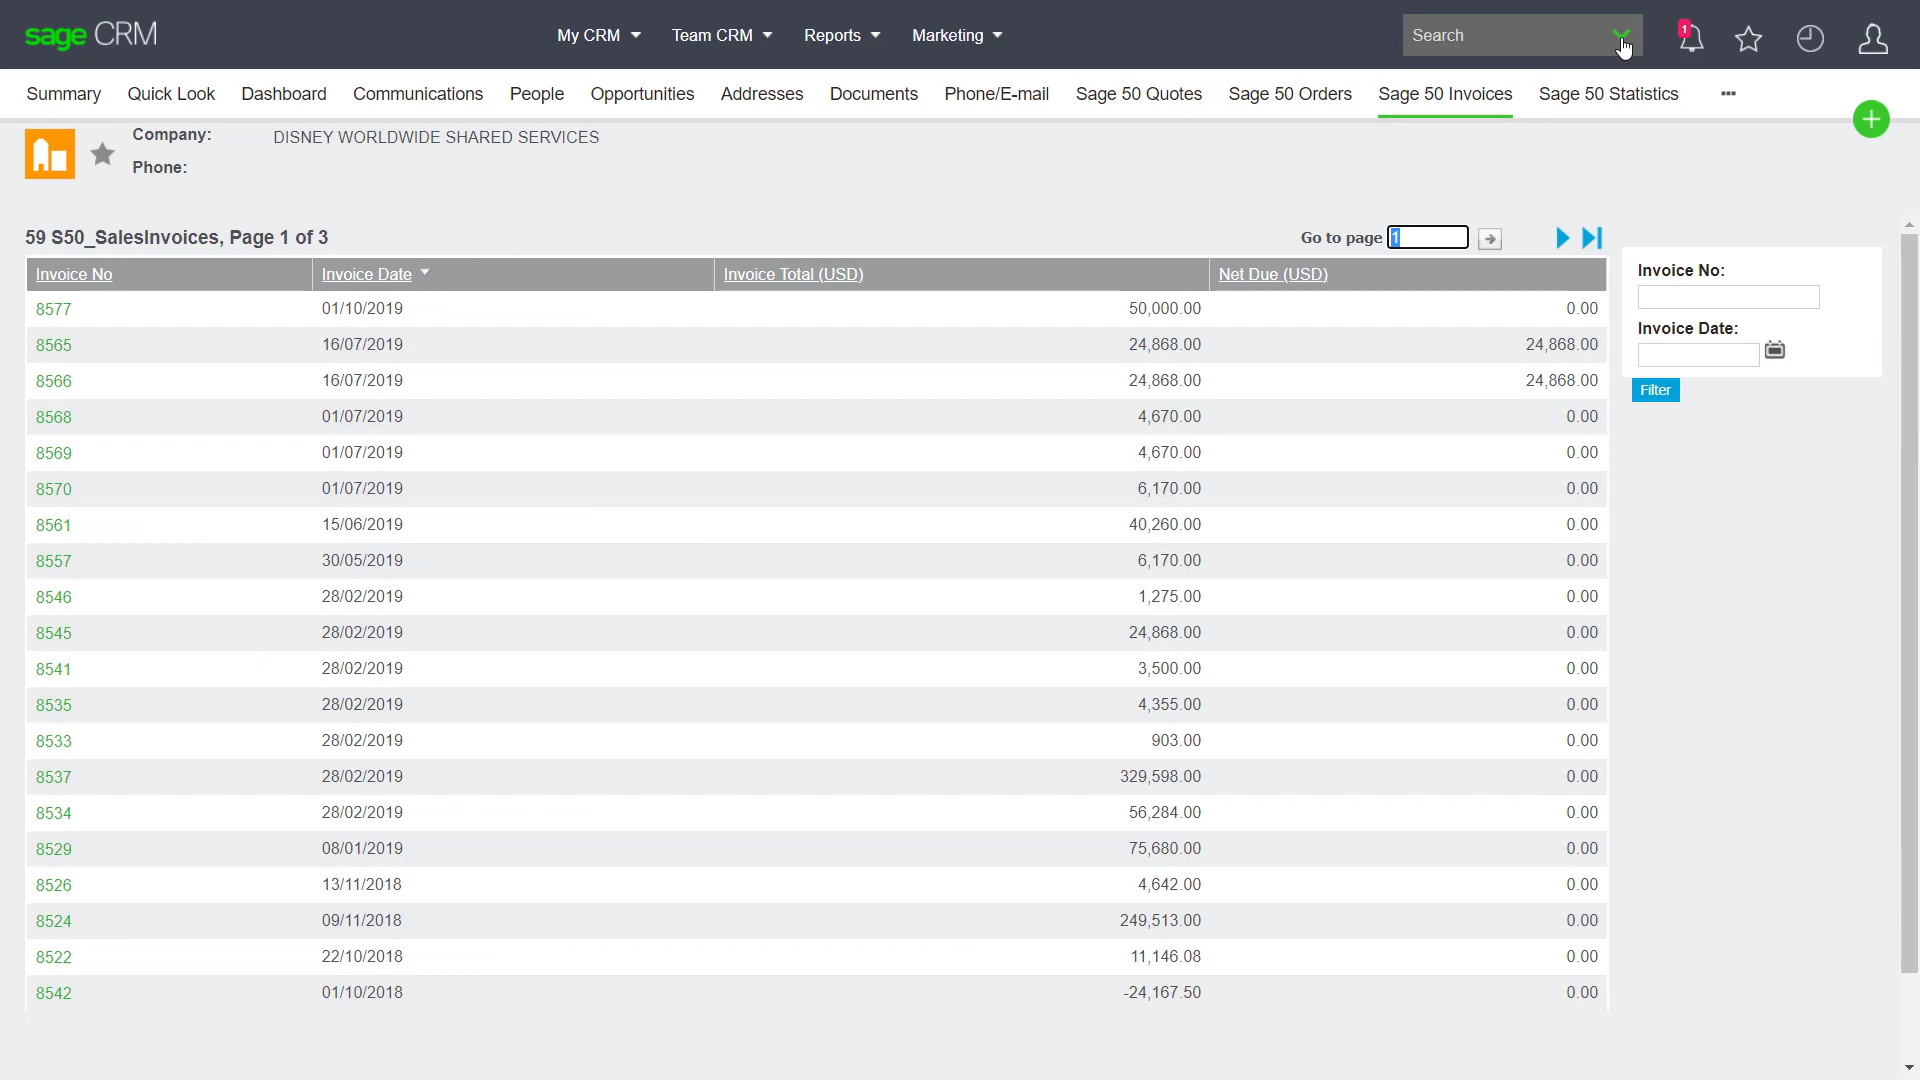 sage CRM
My CRM Team CRM Reports Marketing Search 1
Summary Quick Look Dashboard Communications People Opportunities Addresses Documents Phone/E-mail Sage 50 Quotes Sage 50 Orders Sage 50 Invoices Sage 50 Statistics ...
Company: DISNEY WORLDWIDE SHARED SERVICES
Phone:
59 S50_SalesInvoices, Page 1 of 3 Go to page 1
Invoice No Invoice Date Invoice Total (USD) Net Due (USD)
8577 01/10/2019 50,000.00 0.00
8565 16/07/2019 24,868.00 24,868.00
8566 16/07/2019 24,868.00 24,868.00
8568 01/07/2019 4,670.00 0.00
8569 01/07/2019 4,670.00 0.00
8570 01/07/2019 6,170.00 0.00
8561 15/06/2019 40,260.00 0.00
8557 30/05/2019 6,170.00 0.00
8546 28/02/2019 1,275.00 0.00
8545 28/02/2019 24,868.00 0.00
8541 28/02/2019 3,500.00 0.00
8535 28/02/2019 4,355.00 0.00
8533 28/02/2019 903.00 0.00
8537 28/02/2019 329,598.00 0.00
8534 28/02/2019 56,284.00 0.00
8529 08/01/2019 75,680.00 0.00
8526 13/11/2018 4,642.00 0.00
8524 09/11/2018 249,513.00 0.00
8522 22/10/2018 11,146.08 0.00
8542 01/10/2018 -24,167.50 0.00
Invoice No:
Invoice Date:
Filter